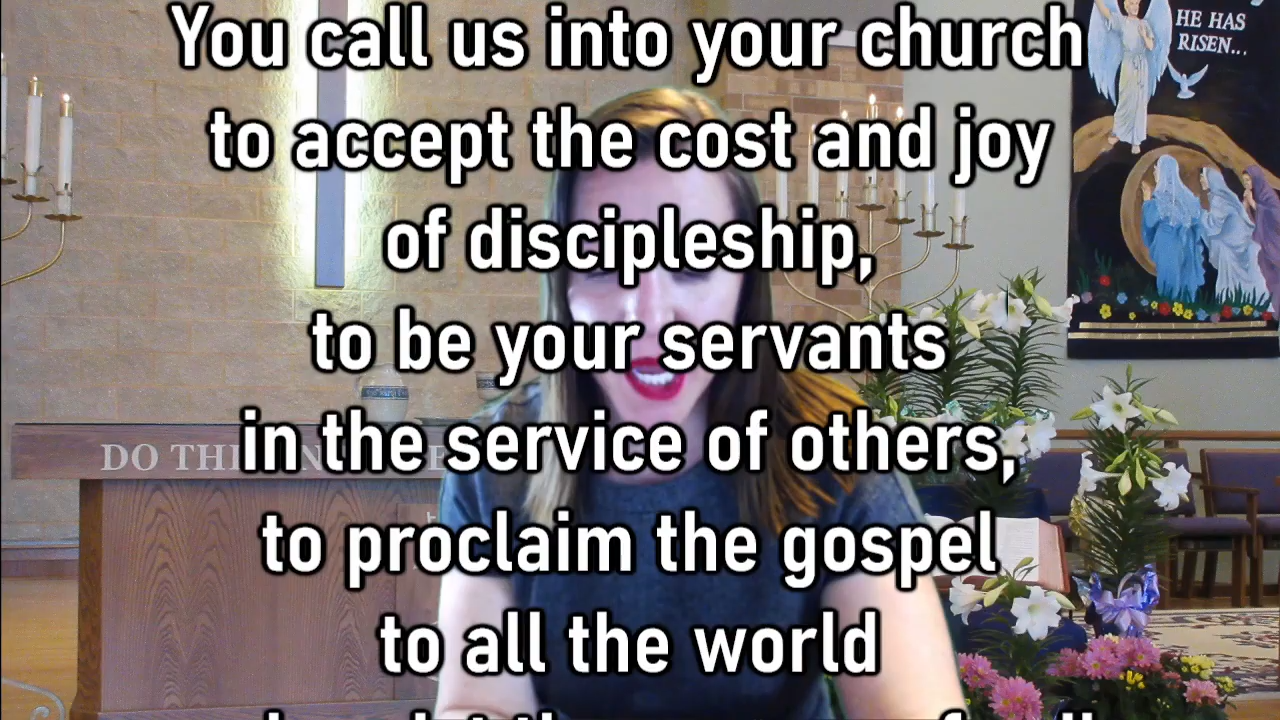 You call us into your church
to accept the cost and joy
of discipleship,
to be your servants
in the service of others,
to proclaim the gospel
to all the world
HE HAS
RISEN...
DO